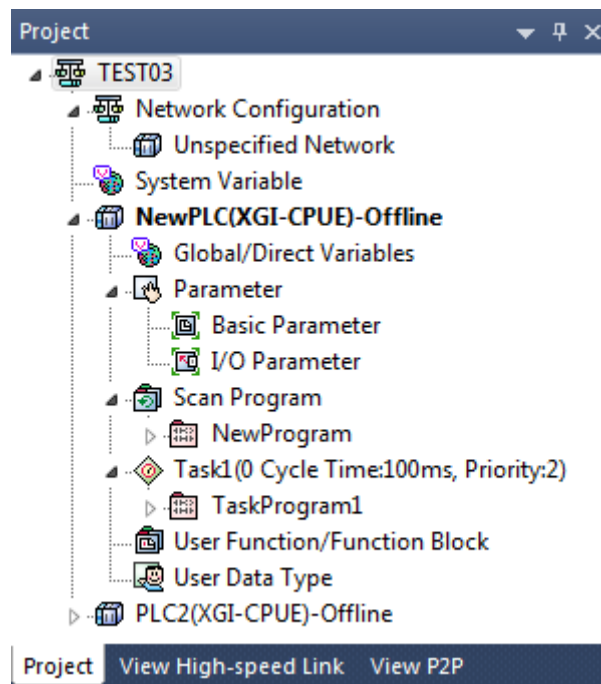 Project
TEST03
Network Configuration
Unspecified Network
System Variable
NewPLC(XGI-CPUE)-Offline
Global/Direct Variables
Parameter
Basic Parameter
I/O Parameter
Scan Program
NewProgram
Task1(0 Cycle Time:100ms, Priority:2)
TaskProgram1
User Function/Function Block
User Data Type
PLC2(XGI-CPUE)-Offline
Project View High-speed Link View P2P